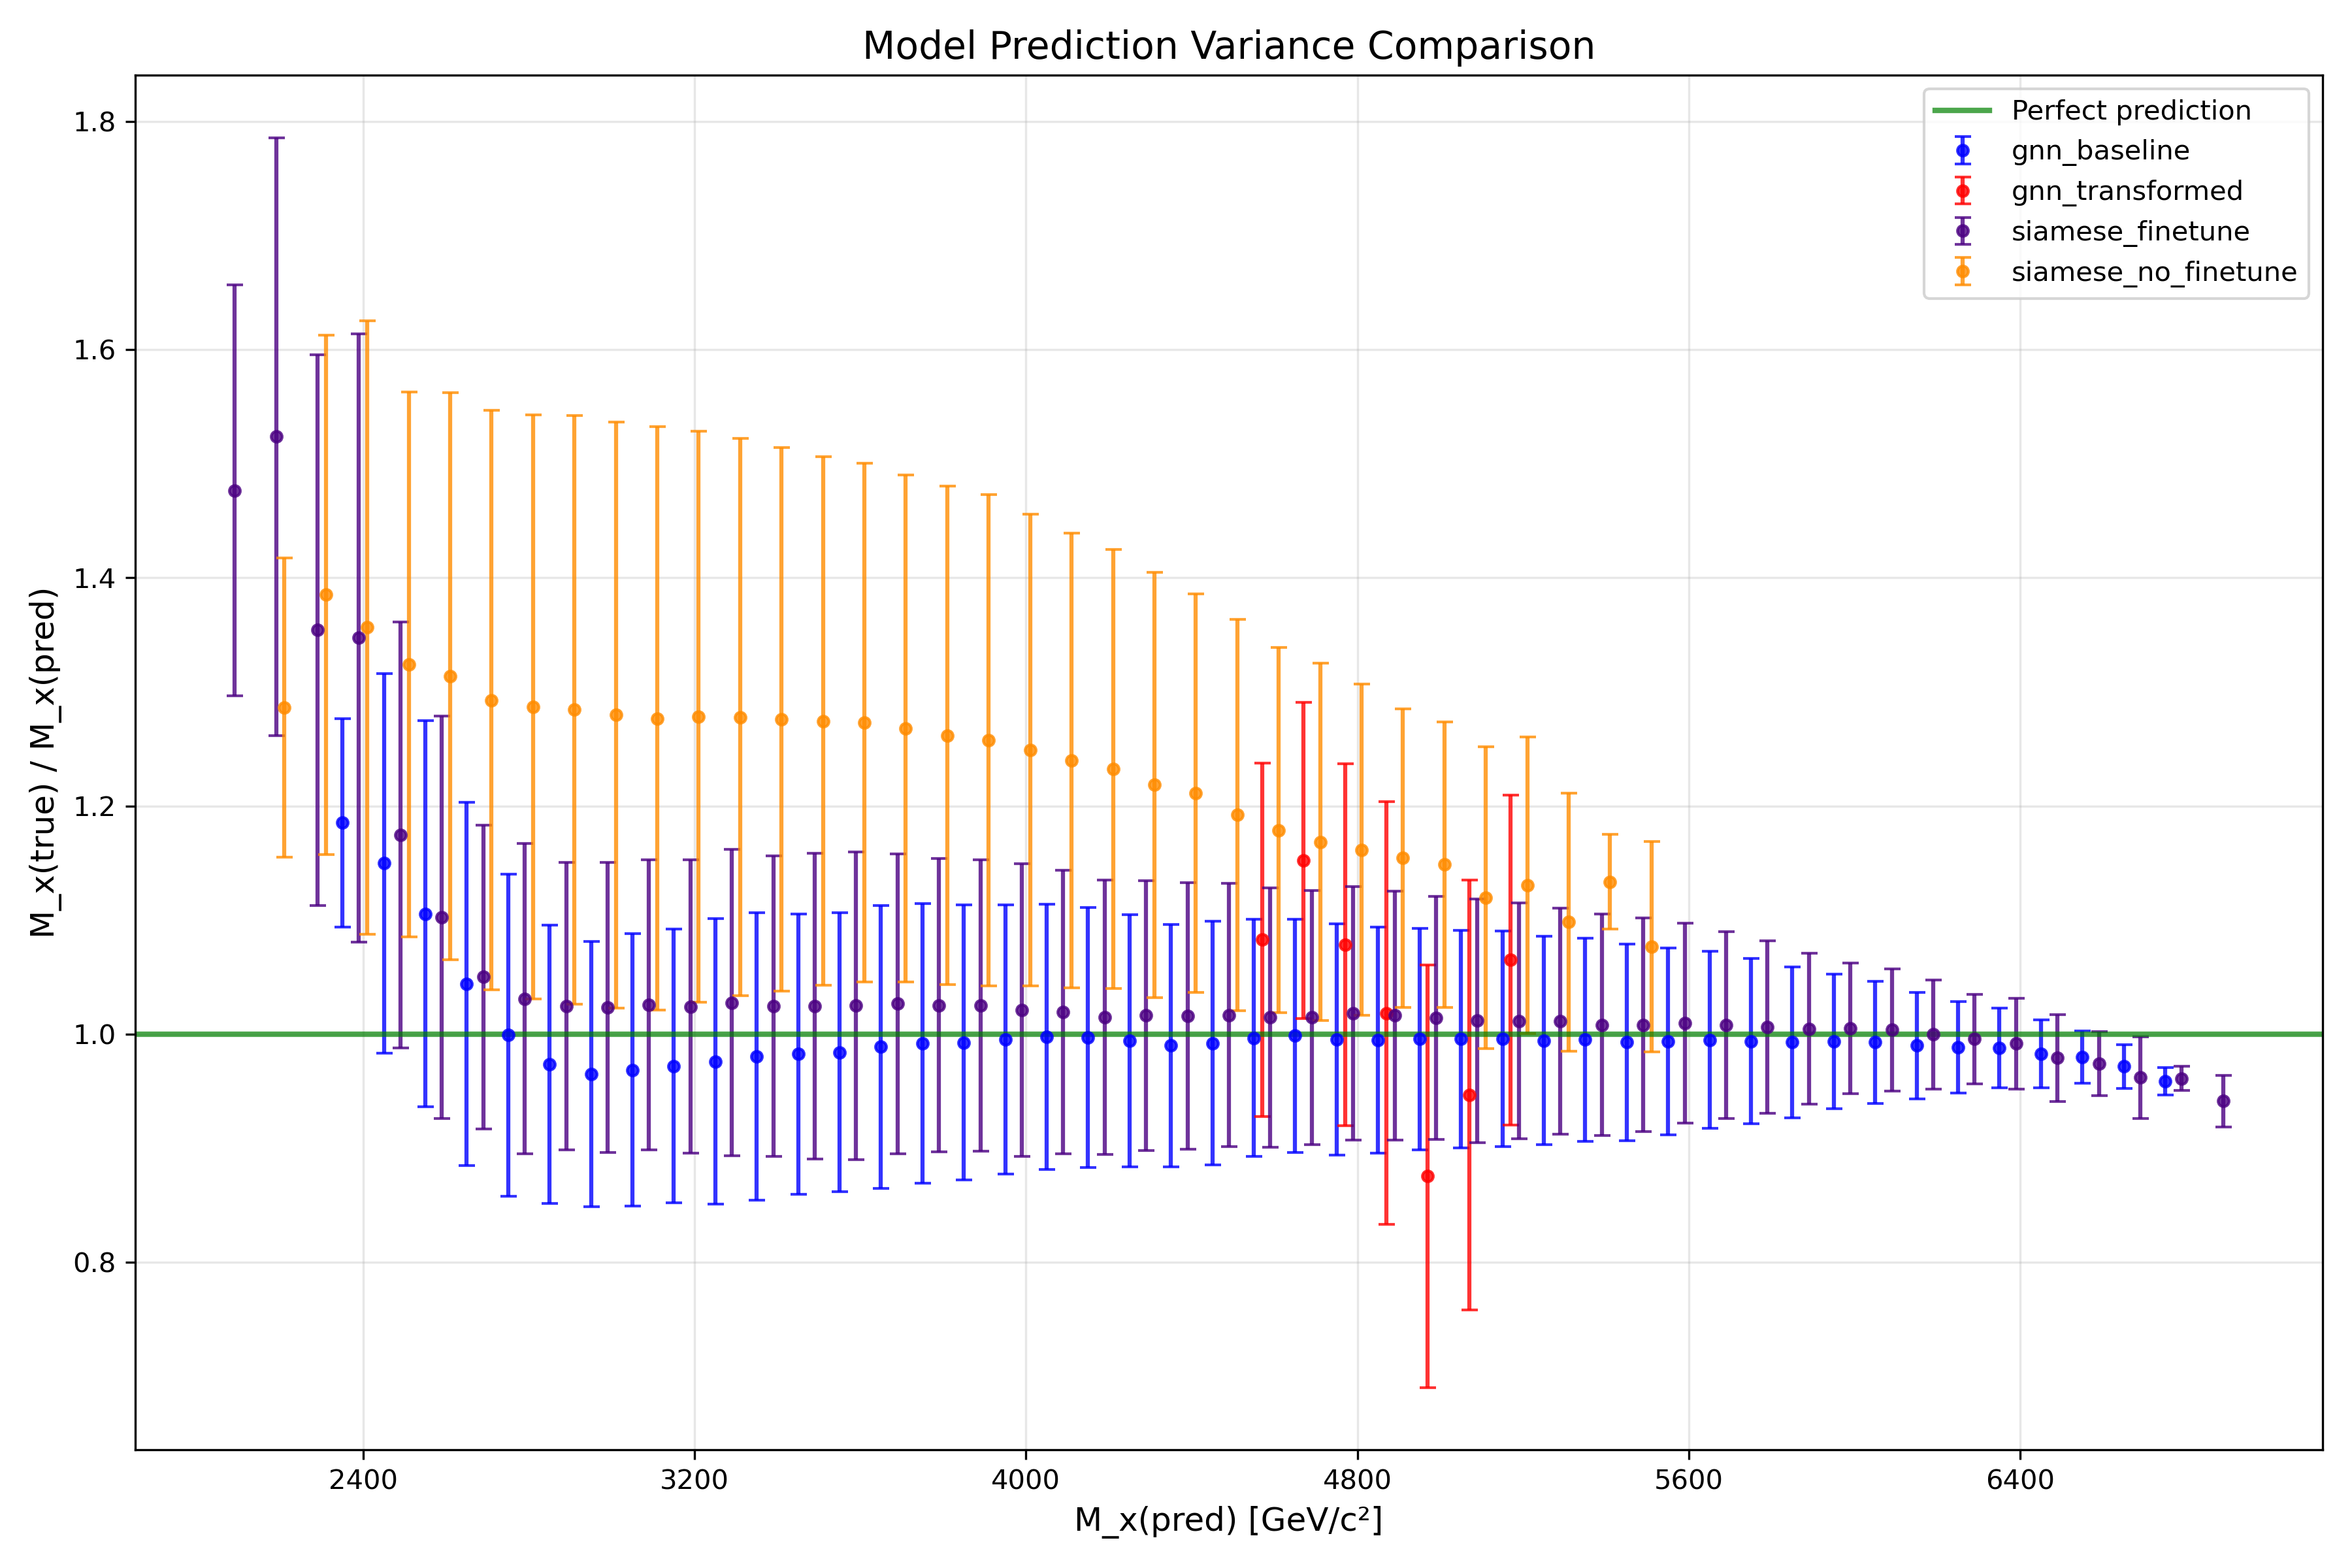 Model Prediction Variance Comparison
Perfect prediction
gnn_baseline
gnn_transformed
siamese_finetune
siamese_no_finetune
M_x(true) / M_x(pred)
1.8
1.6
1.4
1.2
1.0
0.8
2400 3200 4000 4800 5600 6400
M_x(pred) [GeV/c²]